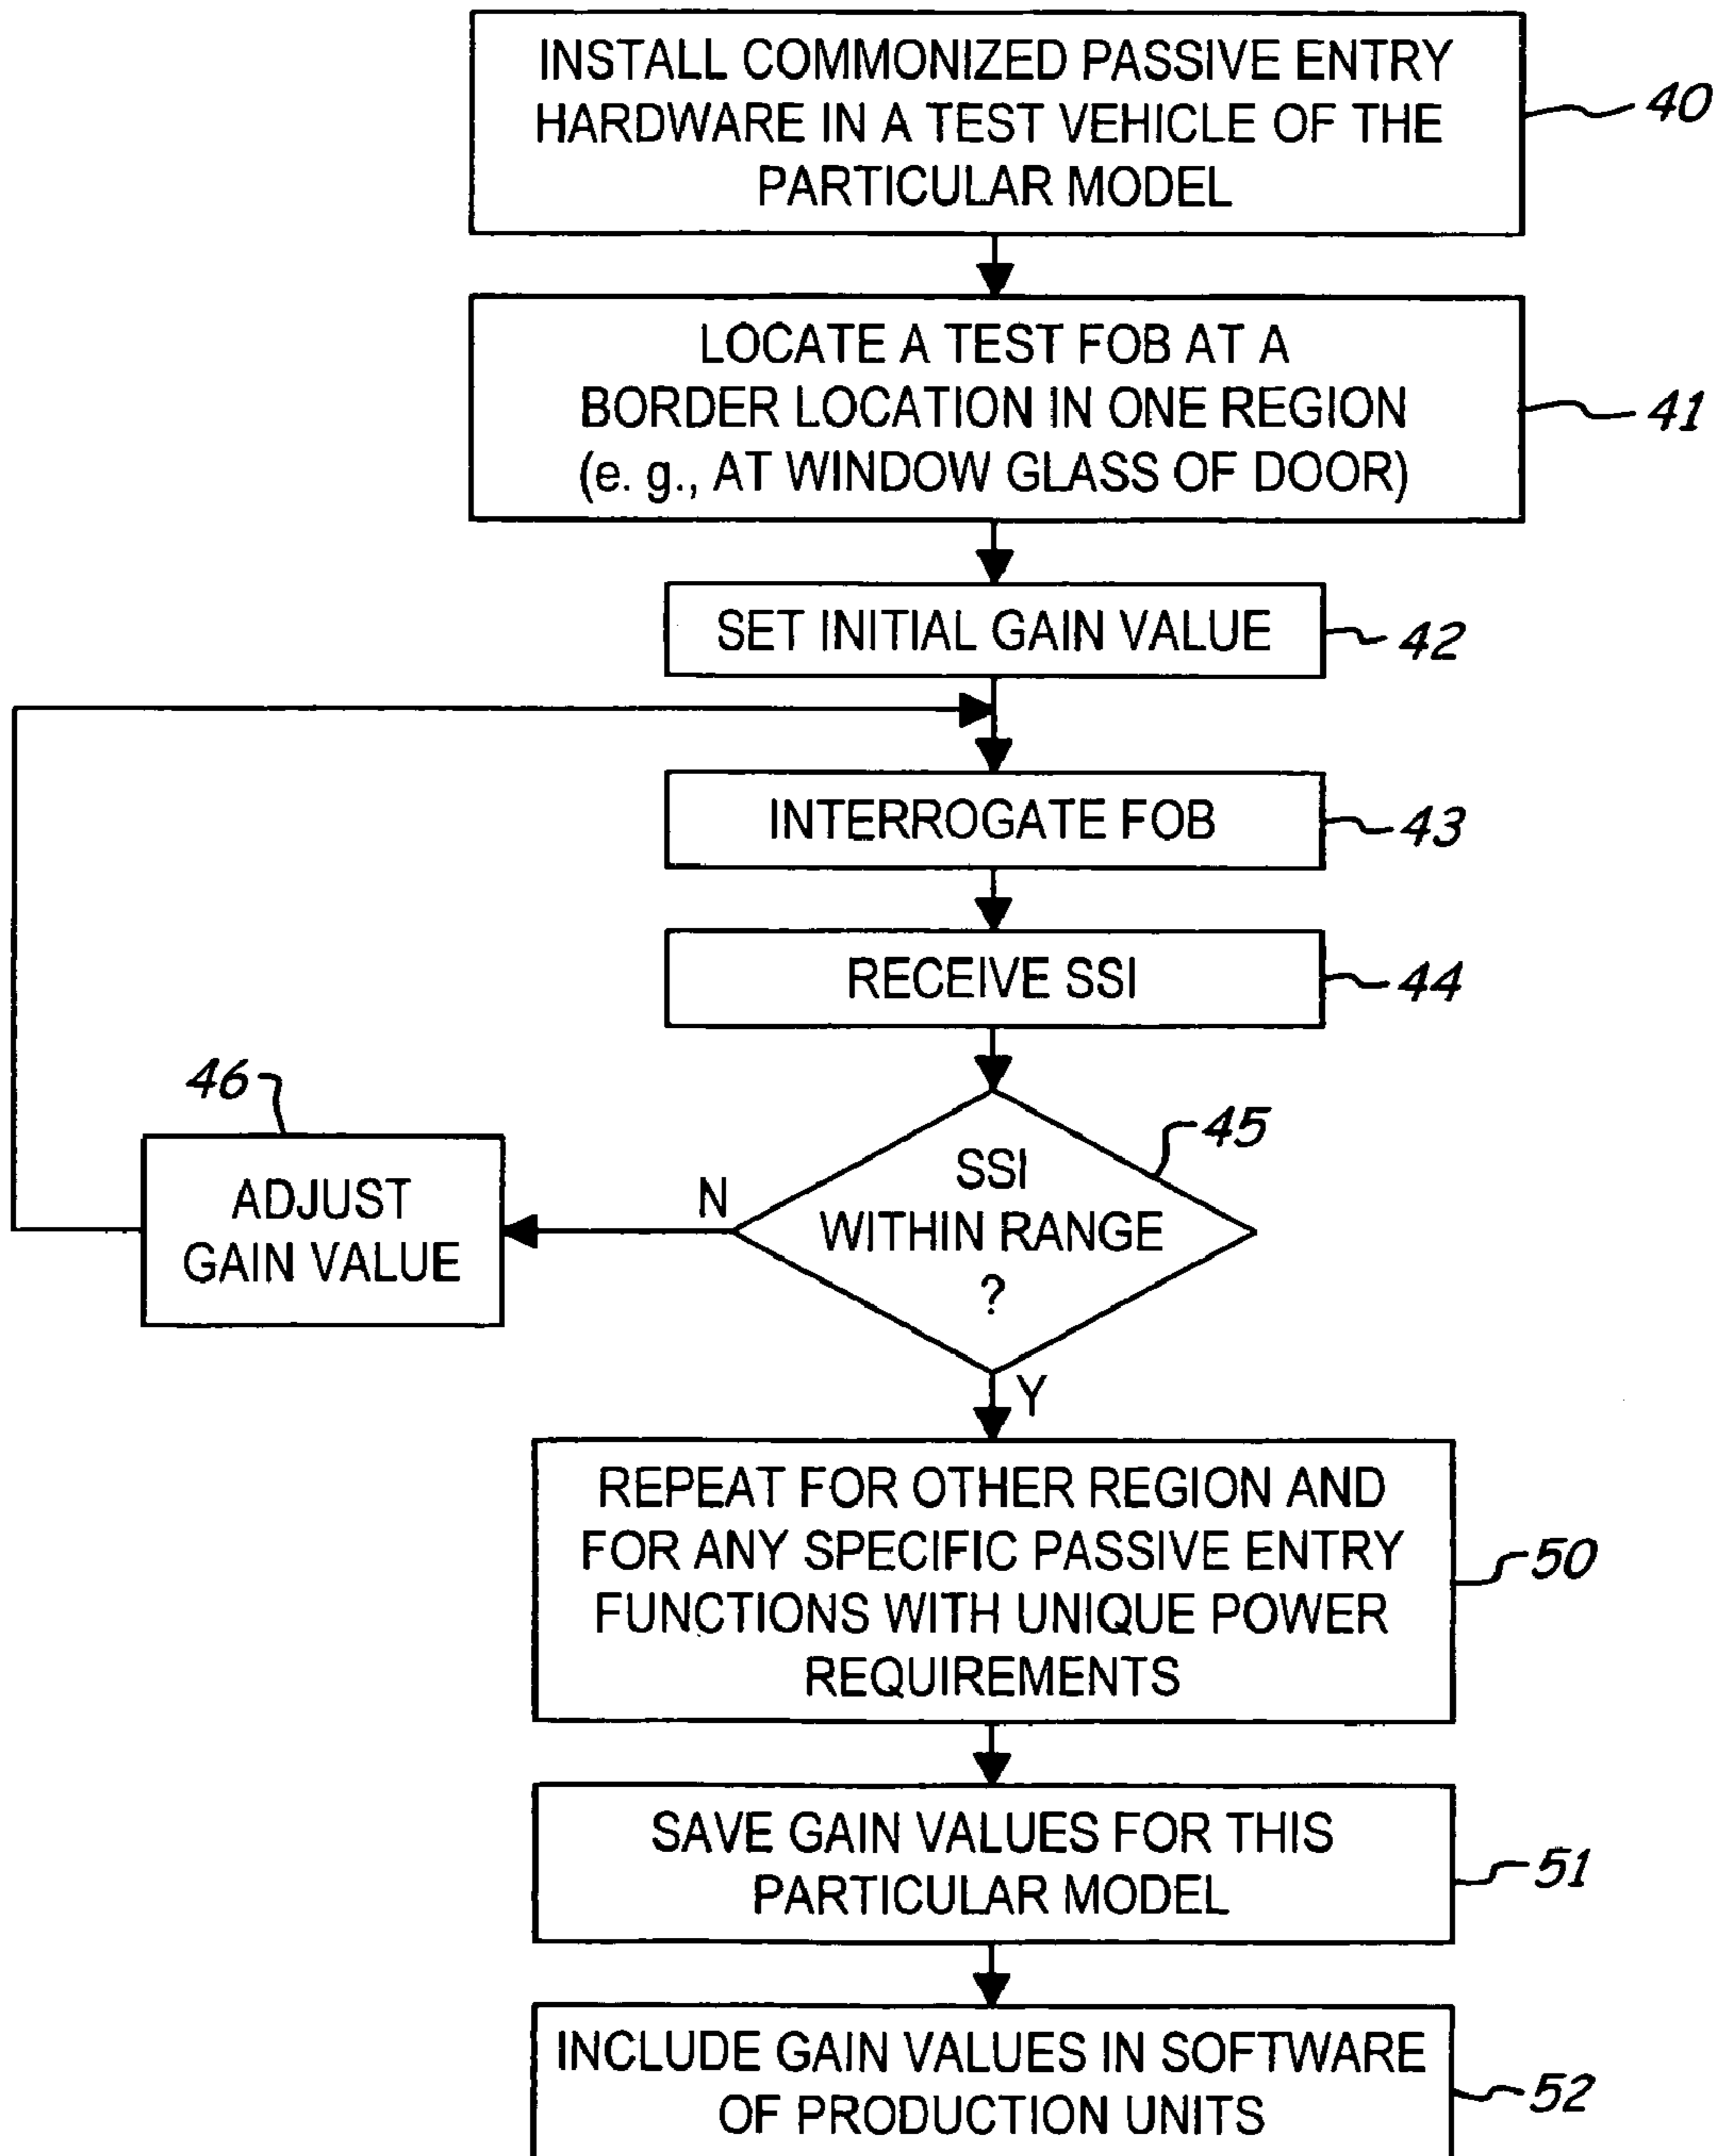 INSTALL COMMONIZED PASSIVE ENTRY
HARDWARE IN A TEST VEHICLE OF THE
PARTICULAR MODEL
40
LOCATE A TEST FOB AT A
BORDER LOCATION IN ONE REGION
(e. g., AT WINDOW GLASS OF DOOR)
41
SET INITIAL GAIN VALUE
42
INTERROGATE FOB
43
RECEIVE SSI
44
SSI
WITHIN RANGE
?
45
N
46
ADJUST
GAIN VALUE
Y
REPEAT FOR OTHER REGION AND
FOR ANY SPECIFIC PASSIVE ENTRY
FUNCTIONS WITH UNIQUE POWER
REQUIREMENTS
50
SAVE GAIN VALUES FOR THIS
PARTICULAR MODEL
51
INCLUDE GAIN VALUES IN SOFTWARE
OF PRODUCTION UNITS
52